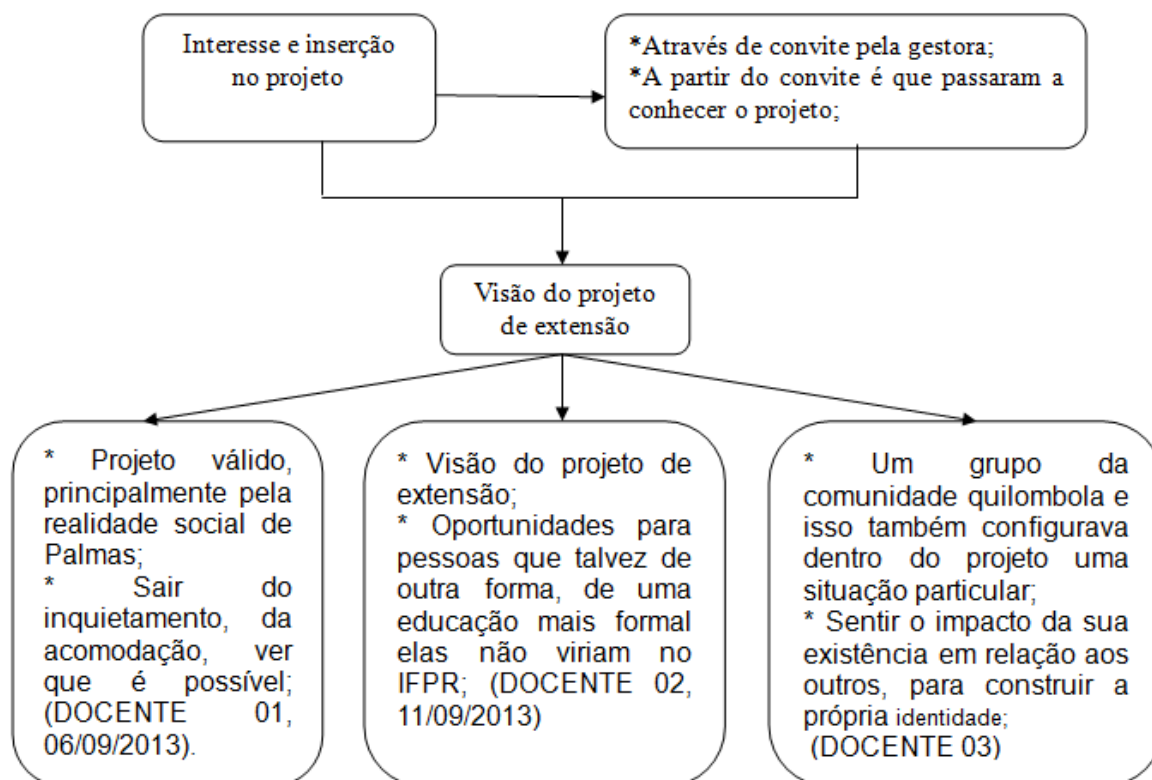 Interesse e inserção
no projeto
*Através de convite pela gestora;
*A partir do convite é que passaram a
conhecer o projeto;
Visão do projeto
de extensão
* Projeto válido,
principalmente pela
realidade social de
Palmas;
* Sair do
inquietamento, da
acomodação, ver
que é possível;
(DOCENTE 01,
06/09/2013).
* Visão do projeto de
extensão;
* Oportunidades para
pessoas que talvez de
outra forma, de uma
educação mais formal
elas não viriam no
IFPR; (DOCENTE 02,
11/09/2013)
* Um grupo da
comunidade quilombola e
isso também configurava
dentro do projeto uma
situação particular;
* Sentir o impacto da sua
existência em relação aos
outros, para construir a
própria identidade;
(DOCENTE 03)